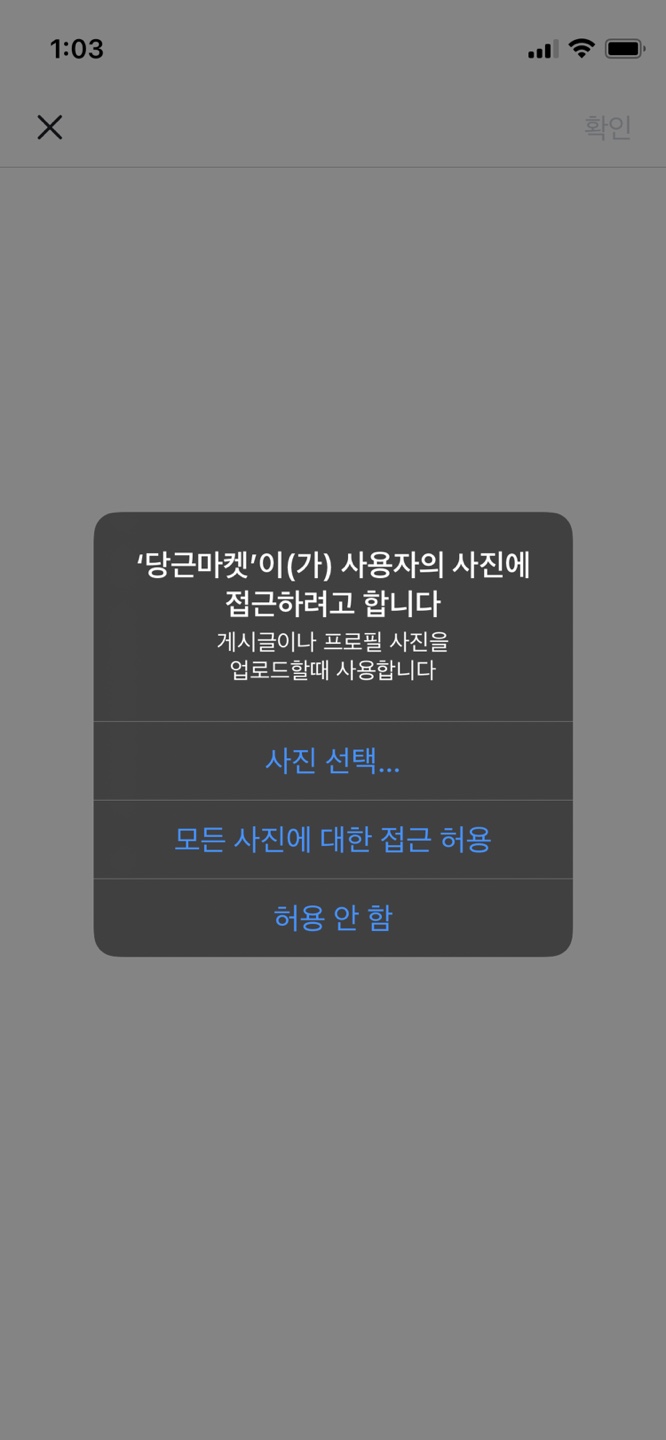 1:03
확인
‘당근마켓’이(가) 사용자의 사진에
접근하려고 합니다
게시글이나 프로필 사진을
업로드할때 사용합니다
사진 선택...
모든 사진에 대한 접근 허용
허용 안 함